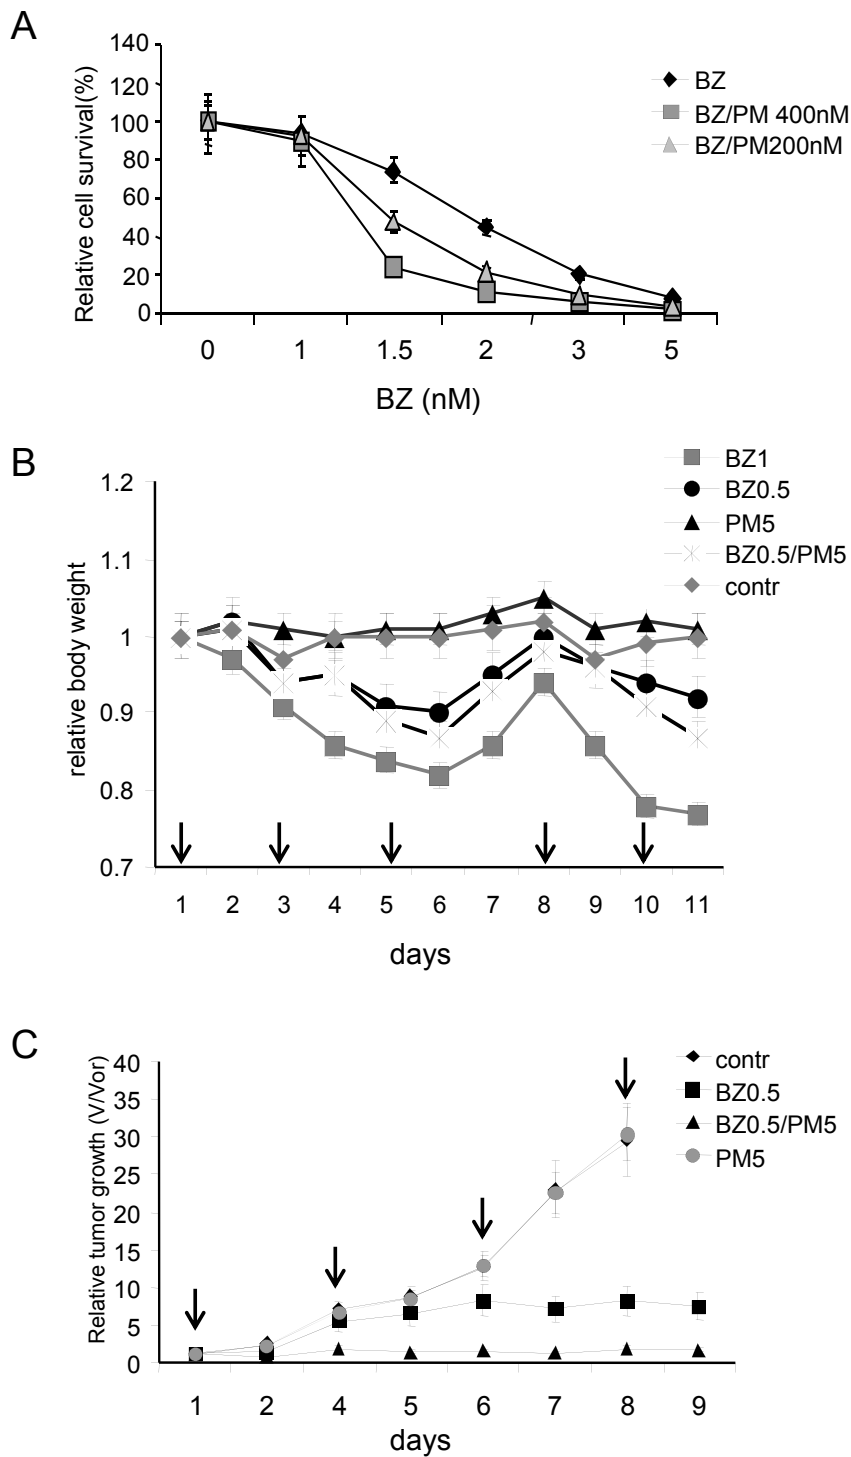 A
Relative cell survival(%)
140
120
100
80
60
40
20
0
0 1 1.5 2 3 5
BZ (nM)
BZ
BZ/PM 400nM
BZ/PM200nM
B
relative body weight
1.2
1.1
1
0.9
0.8
0.7
1 2 3 4 5 6 7 8 9 10 11
days
BZ1
BZ0.5
PM5
BZ0.5/PM5
contr
C
Relative tumor growth (V/Vor)
40
35
30
25
20
15
10
5
0
1 2 4 5 6 7 8 9
days
contr
BZ0.5
BZ0.5/PM5
PM5